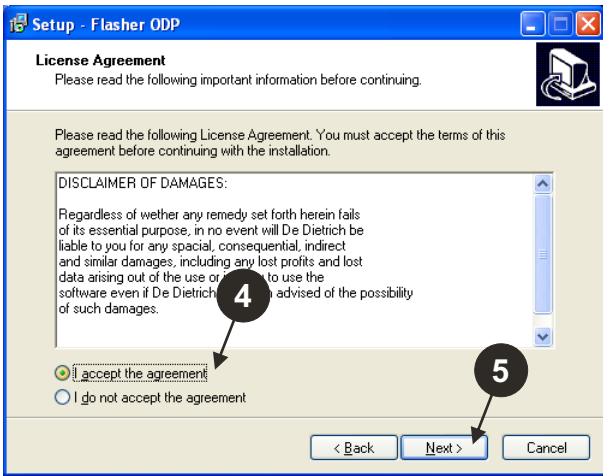 Setup - Flasher ODP
License Agreement
Please read the following important information before continuing.
Please read the following License Agreement. You must accept the terms of this
agreement before continuing with the installation.
DISCLAIMER OF DAMAGES:
Regardless of wether any remedy set forth herein fails
of its essential purpose, in no event will De Dietrich be
liable to you for any spacial, consequential, indirect
and similar damages, including any lost profits and lost
data arising out of the use or to use the
software even if De Dietrich advised of the possibility
of such damages.
4
I accept the agreement
I do not accept the agreement
5
< Back
Next >
Cancel